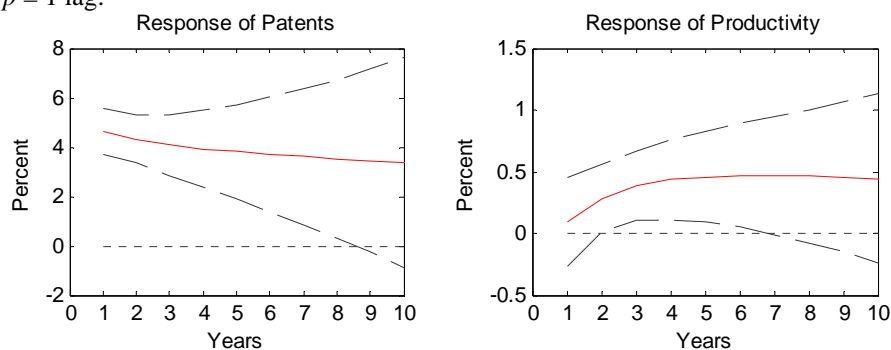 p = 1 lag.
Response of Patents
8
6
4
2
0
-2
Percent
0 1 2 3 4 5 6 7 8 9 10
Years
Response of Productivity
1.5
1
0.5
0
-0.5
Percent
0 1 2 3 4 5 6 7 8 9 10
Years